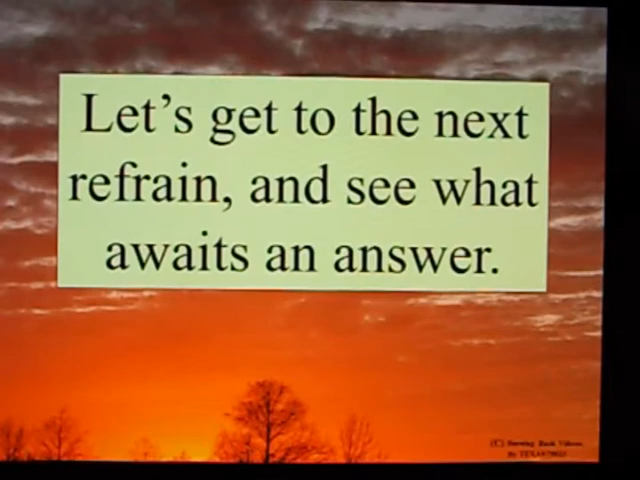 Let's get to the next
refrain, and see what
awaits an answer.